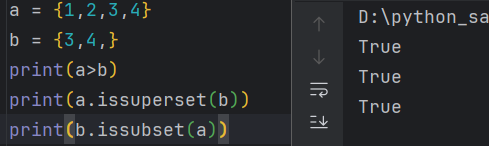 a = {1,2,3,4}
b = {3,4,}
print(a>b)
print(a.issuperset(b))
print(b.issubset(a))
D:\python_sa
True
True
True